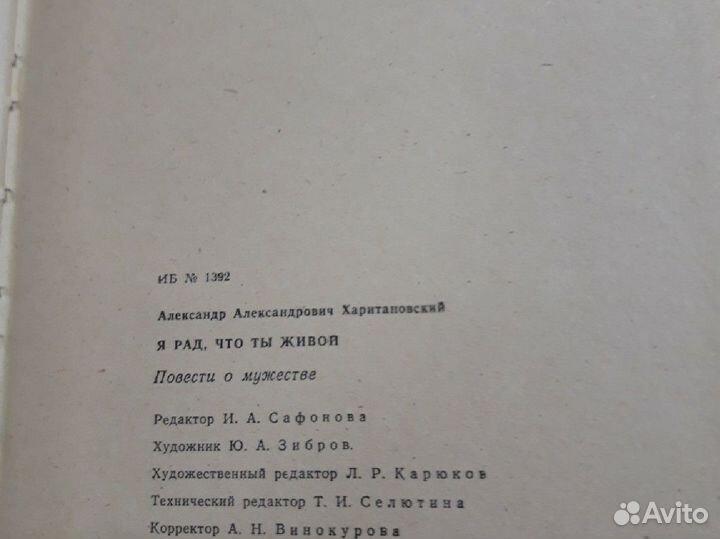 ИБ № 1392
Александр Александрович Харитановский
Я РАД, ЧТО ТЫ ЖИВОЙ
Повести о мужестве
Редактор И. А. Сафонова
Художник Ю. А. Зибров.
Художественный редактор Л. Р. Карюков
Технический редактор Т. И. Селютина
Корректор А. Н. Винокурова
Avito